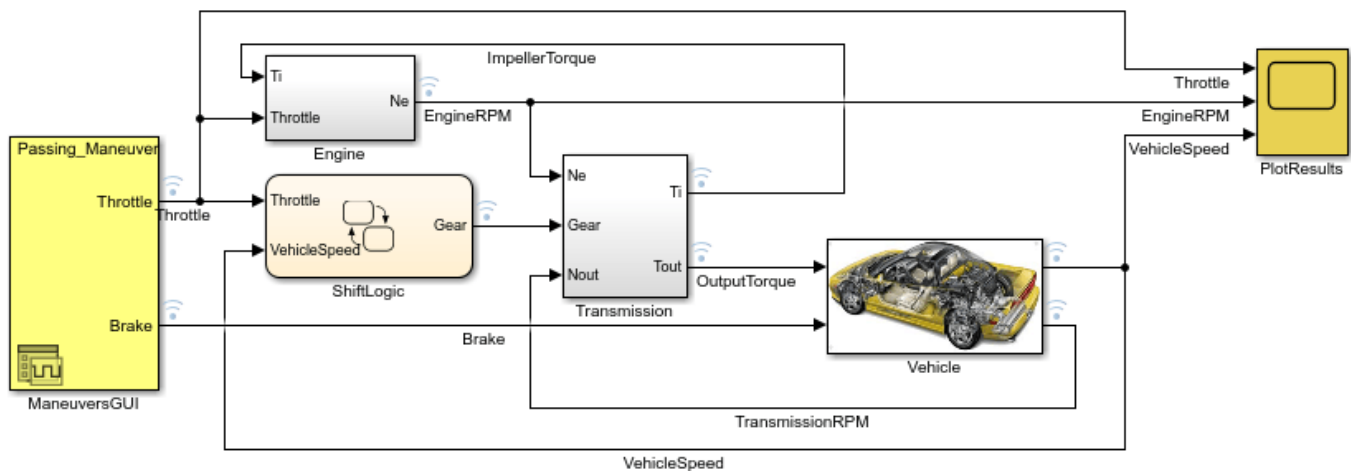 ImpellerTorque
Ti
Throttle
Ne
EngineRPM
Engine
Throttle
EngineRPM
VehicleSpeed
PlotResults
Passing_Maneuver
Throttle
Throttle
Brake
ManeuversGUI
Throttle
VehicleSpeed
Gear
ShiftLogic
Ne
Gear
Nout
Ti
Tout
Transmission
OutputTorque
Brake
Vehicle
TransmissionRPM
VehicleSpeed